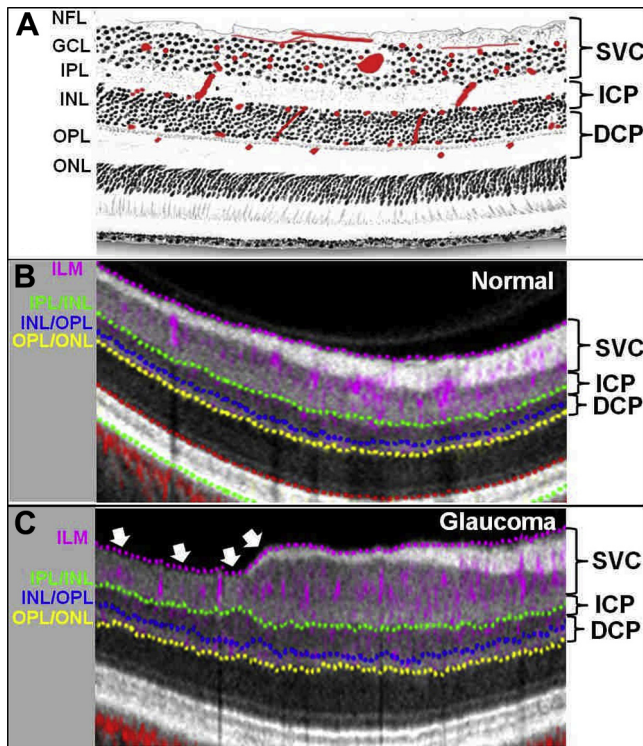 A
NFL
GCL
IPL
INL
OPL
ONL
SVC
ICP
DCP
B
ILM
IPL/INL
INL/OPL
OPL/ONL
Normal
SVC
ICP
DCP
C
ILM
IPL/INL
INL/OPL
OPL/ONL
Glaucoma
SVC
ICP
DCP